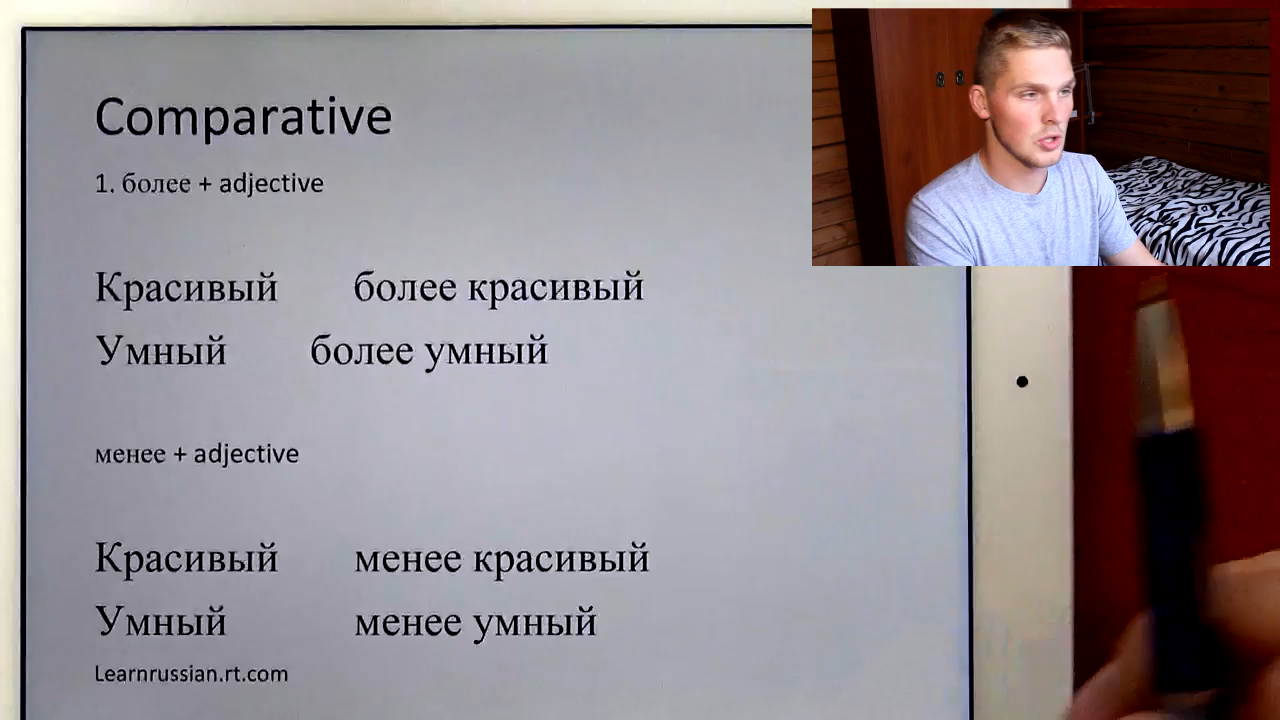 Comparative
1. более + adjective
Красивый более красивый
Умный более умный
менее + adjective
Красивый менее красивый
Умный менее умный
Learnrussian.rt.com